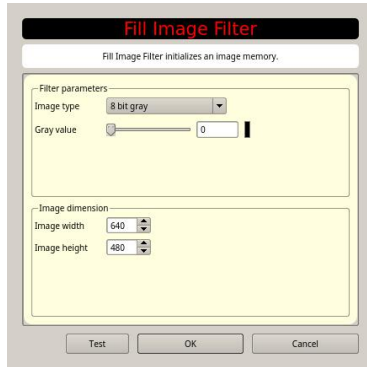 Fill Image Filter
Fill Image Filter initializes an image memory.
Filter parameters
Image type 8 bit gray
Gray value 0
Image dimension
Image width 640
Image height 480
Test OK Cancel